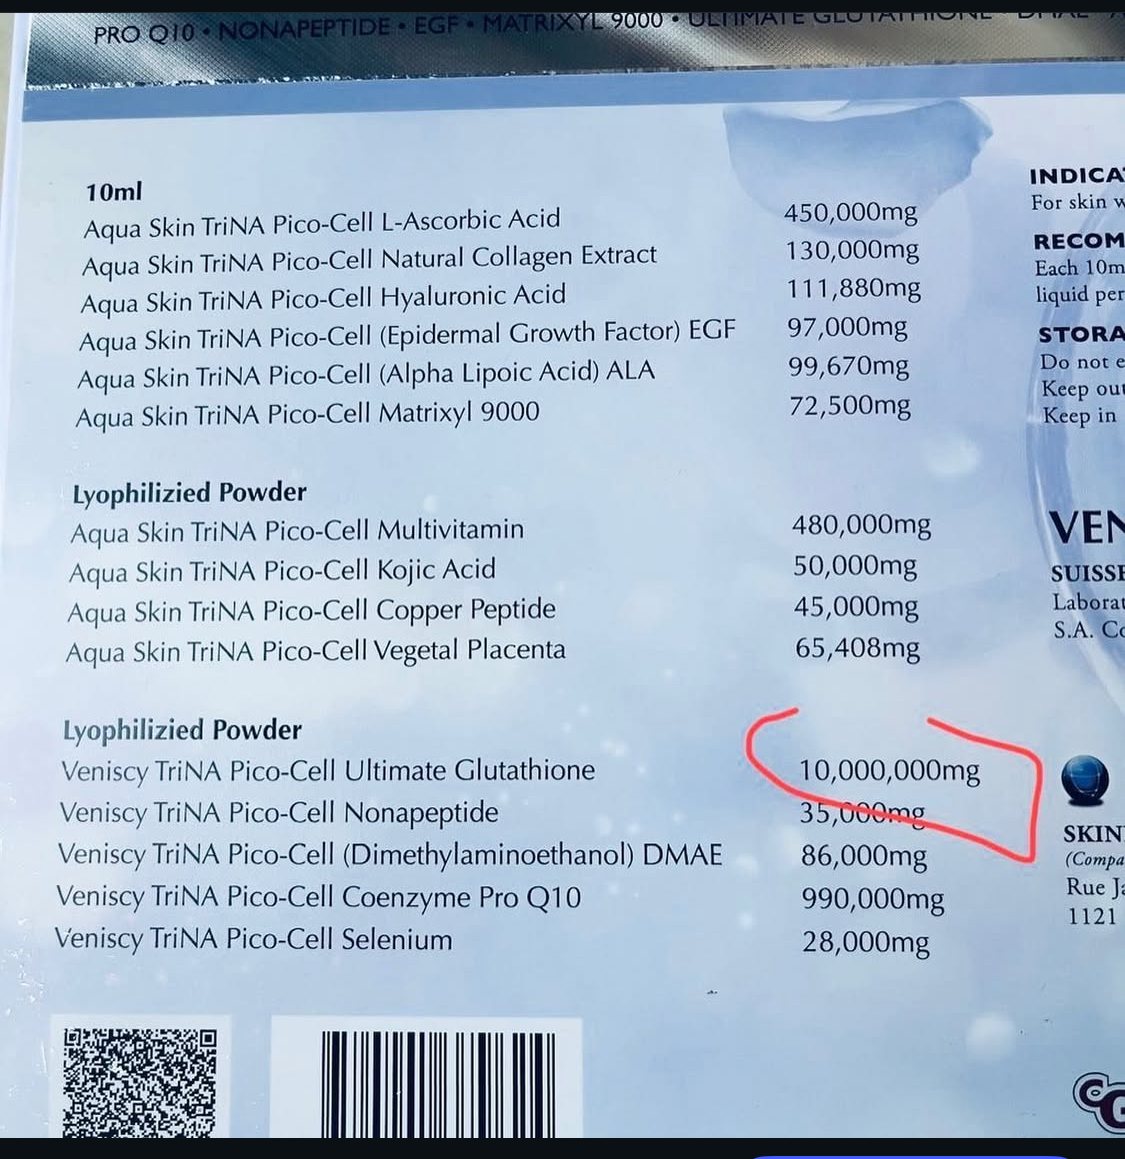 PRO Q10 • NONAPEPTIDE • EGF • MATRIXYL 9000 • ULTIMATE GLUTATHIONE • DMAE
10ml
Aqua Skin TriNA Pico-Cell L-Ascorbic Acid 450,000mg
Aqua Skin TriNA Pico-Cell Natural Collagen Extract 130,000mg
Aqua Skin TriNA Pico-Cell Hyaluronic Acid 111,880mg
Aqua Skin TriNA Pico-Cell (Epidermal Growth Factor) EGF 97,000mg
Aqua Skin TriNA Pico-Cell (Alpha Lipoic Acid) ALA 99,670mg
Aqua Skin TriNA Pico-Cell Matrixyl 9000 72,500mg
Lyophilizied Powder
Aqua Skin TriNA Pico-Cell Multivitamin 480,000mg
Aqua Skin TriNA Pico-Cell Kojic Acid 50,000mg
Aqua Skin TriNA Pico-Cell Copper Peptide 45,000mg
Aqua Skin TriNA Pico-Cell Vegetal Placenta 65,408mg
Lyophilizied Powder
Veniscy TriNA Pico-Cell Ultimate Glutathione 10,000,000mg
Veniscy TriNA Pico-Cell Nonapeptide 35,000mg
Veniscy TriNA Pico-Cell (Dimethylaminoethanol) DMAE 86,000mg
Veniscy TriNA Pico-Cell Coenzyme Pro Q10 990,000mg
Veniscy TriNA Pico-Cell Selenium 28,000mg
INDICA
For skin w
RECOM
Each 10m
liquid per
STORA
Do not e
Keep out
Keep in
VEN
SUISSE
Laborat
S.A. Co
SKIN
(Compa
Rue Ja
1121